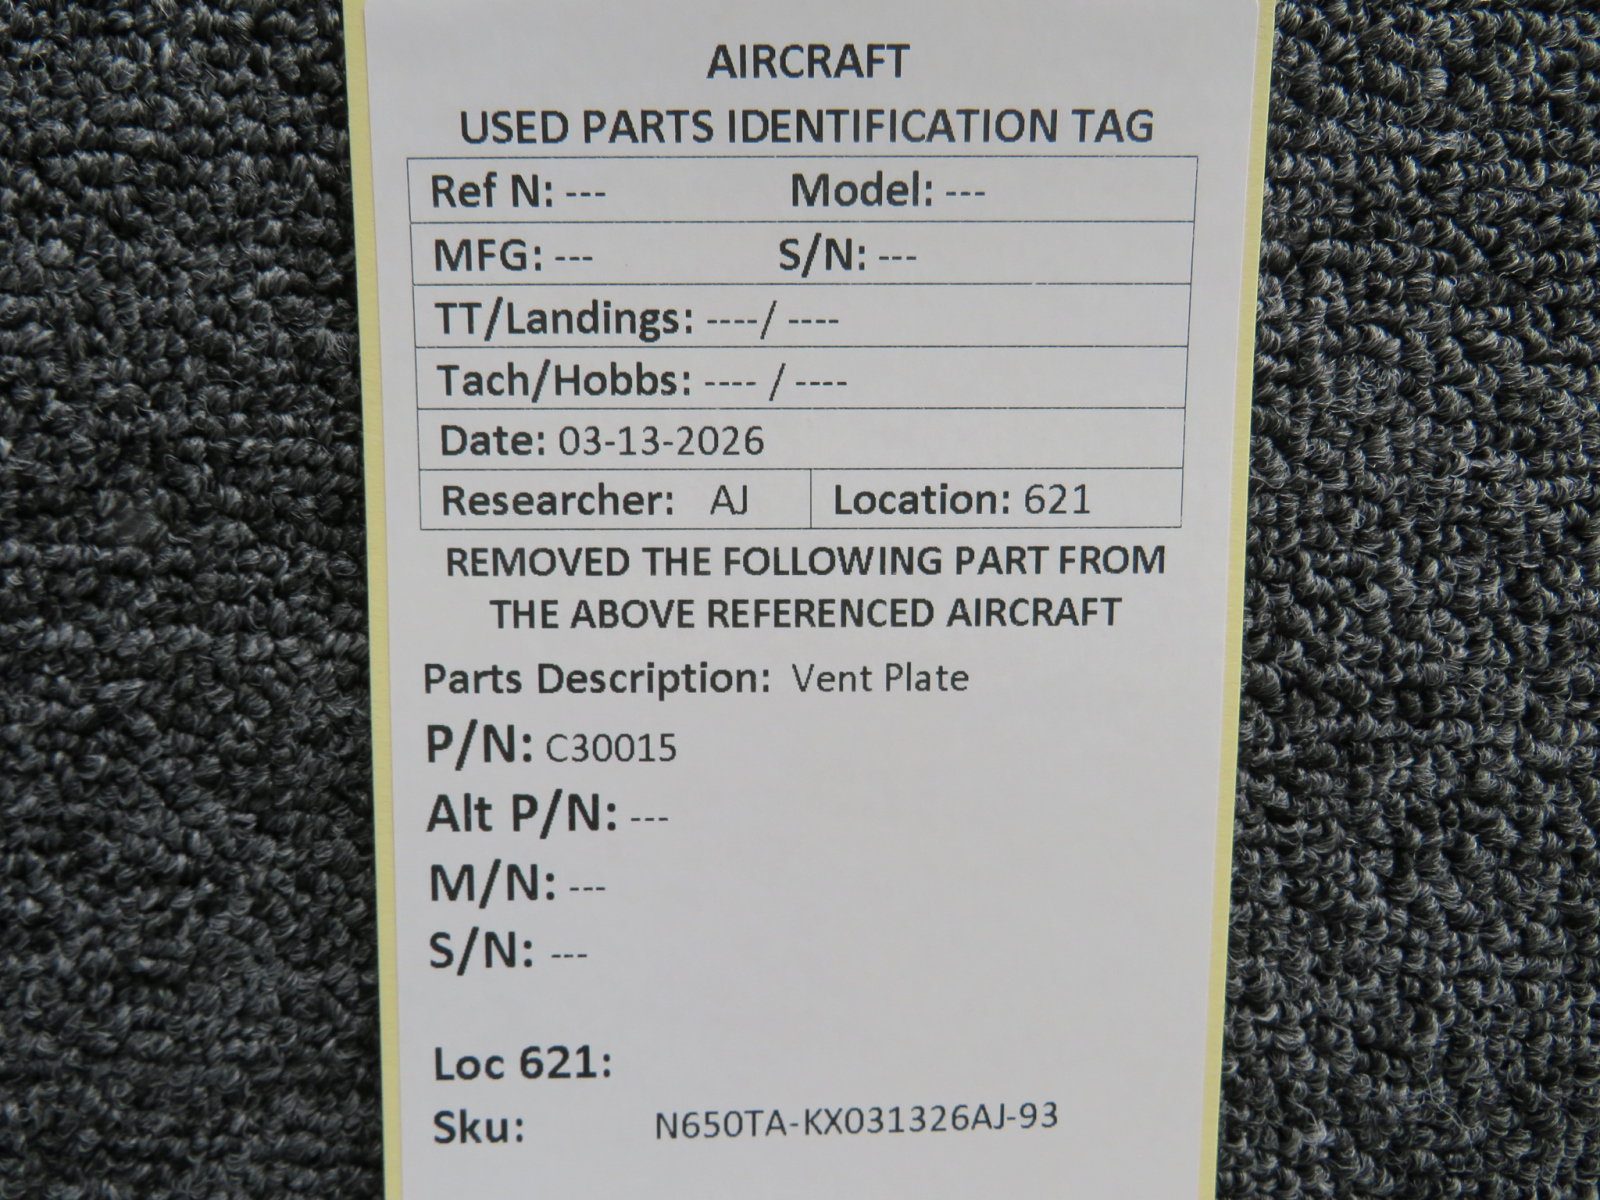 AIRCRAFT
USED PARTS IDENTIFICATION TAG
Ref N: --- Model: ---
MFG: --- S/N: ---
TT/Landings: ----/ ----
Tach/Hobbs: ---- / ----
Date: 03-13-2026
Researcher: AJ Location: 621
REMOVED THE FOLLOWING PART FROM
THE ABOVE REFERENCED AIRCRAFT
Parts Description: Vent Plate
P/N: C30015
Alt P/N: ---
M/N: ---
S/N: ---
Loc 621:
Sku: N650TA-KX031326AJ-93